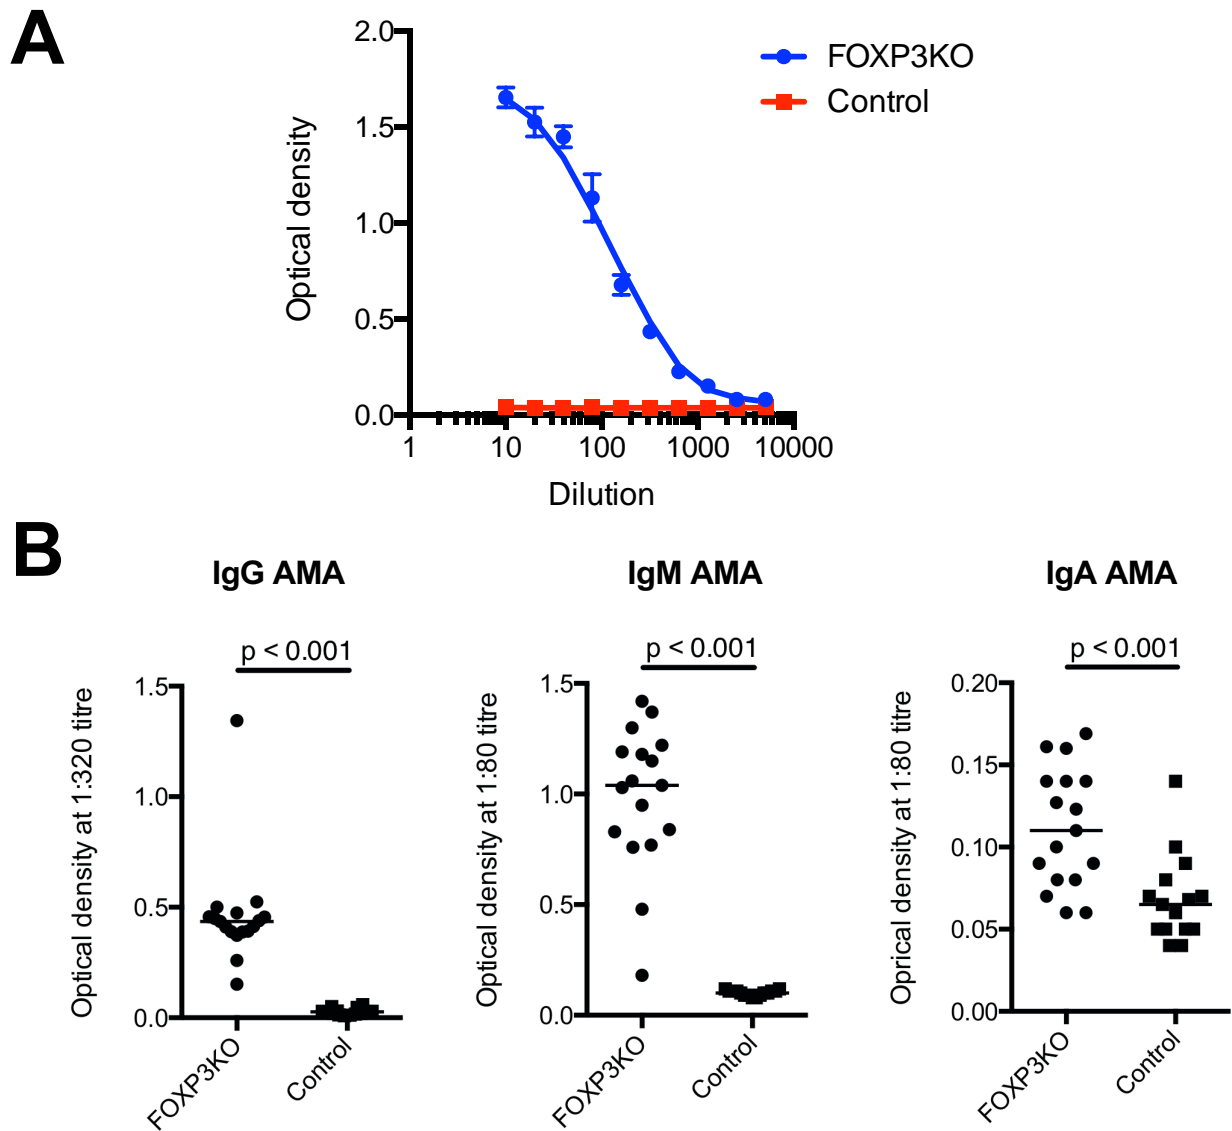 A
2.0
1.5
1.0
0.5
0.0
Optical density
1
10
100
1000
10000
Dilution
FOXP3KO
Control
B
IgG AMA
p < 0.001
Optical density at 1:320 titre
1.5
1.0
0.5
0.0
FOXP3KO
Control
IgM AMA
p < 0.001
Optical density at 1:80 titre
1.5
1.0
0.5
0.0
FOXP3KO
Control
IgA AMA
p < 0.001
Oprical density at 1:80 titre
0.20
0.15
0.10
0.05
0.00
FOXP3KO
Control